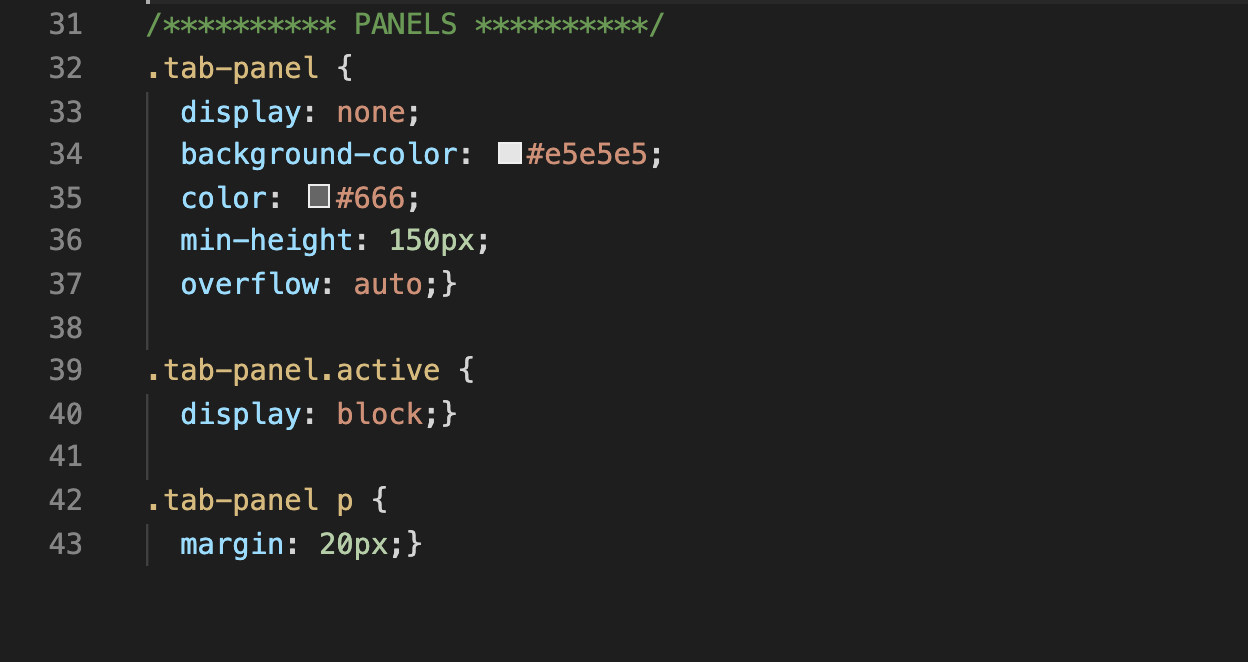 31 /********** PANELS **********/
32 .tab-panel {
33 display: none;
34 background-color: #e5e5e5;
35 color: #666;
36 min-height: 150px;
37 overflow: auto;}
38
39 .tab-panel.active {
40 display: block;}
41
42 .tab-panel p {
43 margin: 20px;}